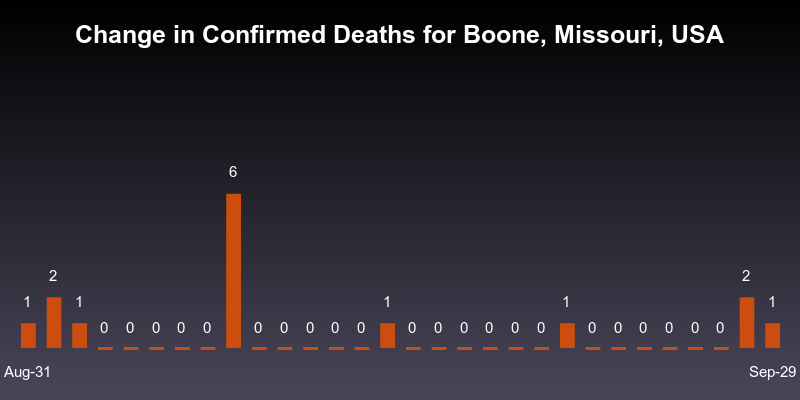 Change in Confirmed Deaths for Boone, Missouri, USA
6
2 2
1 1 1 1 1
0 0 0 0 0 0 0 0 0 0 0 0 0 0 0 0 0 0 0 0 0 0
Aug-31 Sep-29